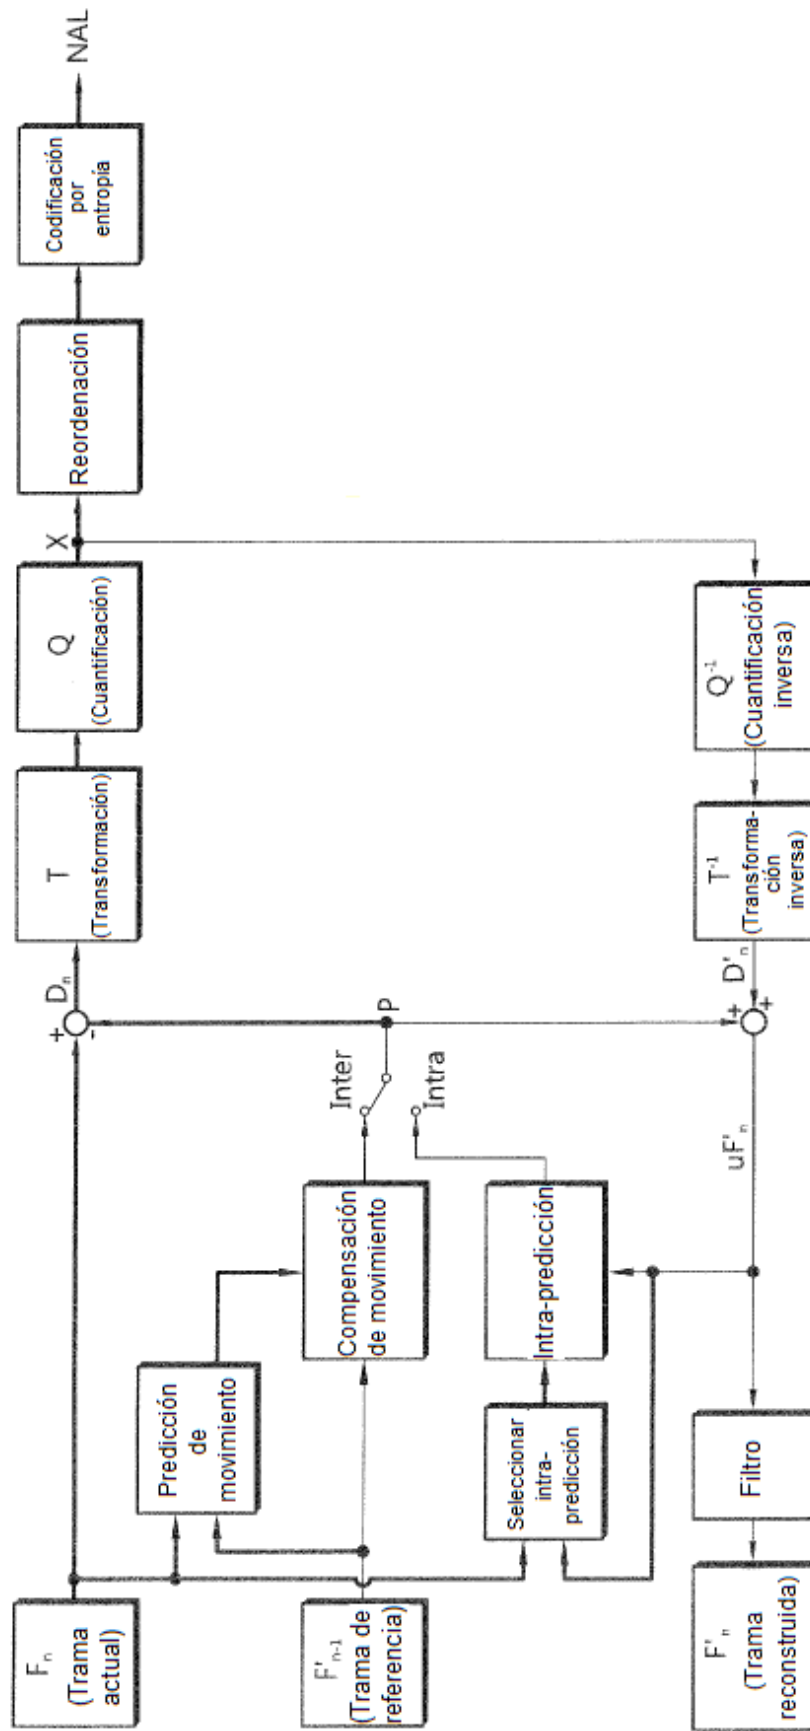 Fₙ
(Trama
actual)
Predicción
de
movimiento
F'ₙ₋₁
(Trama de
referencia)
Compensación
de movimiento
Seleccionar
intra-
predicción
Intra-predicción
Inter
Intra
P
+
-
Dₙ
T
(Transformación)
Q
(Cuantificación)
X
Reordenación
Codificación
por
entropía
NAL
F'ₙ
(Trama
reconstruida)
Filtro
uF'ₙ
+
+
D'ₙ
T⁻¹
(Transforma-
ción
inversa)
Q⁻¹
(Cuantificación
inversa)